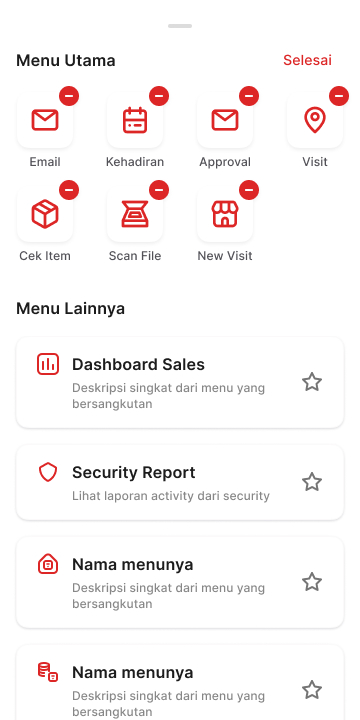 Menu Utama
Selesai
Email
Kehadiran
Approval
Visit
Cek Item
Scan File
New Visit
Menu Lainnya
Dashboard Sales
Deskripsi singkat dari menu yang
bersangkutan
Security Report
Lihat laporan activity dari security
Nama menunya
Deskripsi singkat dari menu yang
bersangkutan
Nama menunya
Deskripsi singkat dari menu yang
bersangkutan